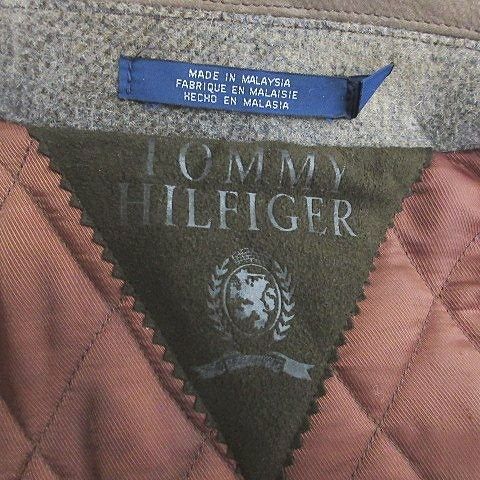 MADE IN MALAYSIA
FABRIQUE EN MALAISIE
HECHO EN MALASIA
TOMMY
HILFIGER